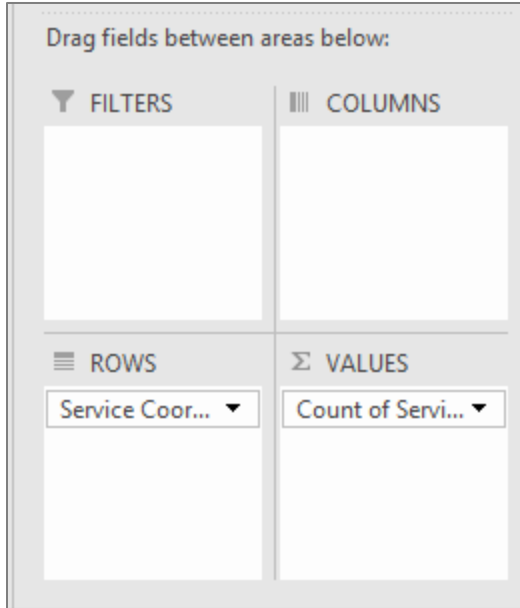 Drag fields between areas below:
FILTERS
COLUMNS
ROWS
Σ VALUES
Service Coor...
Count of Servi...